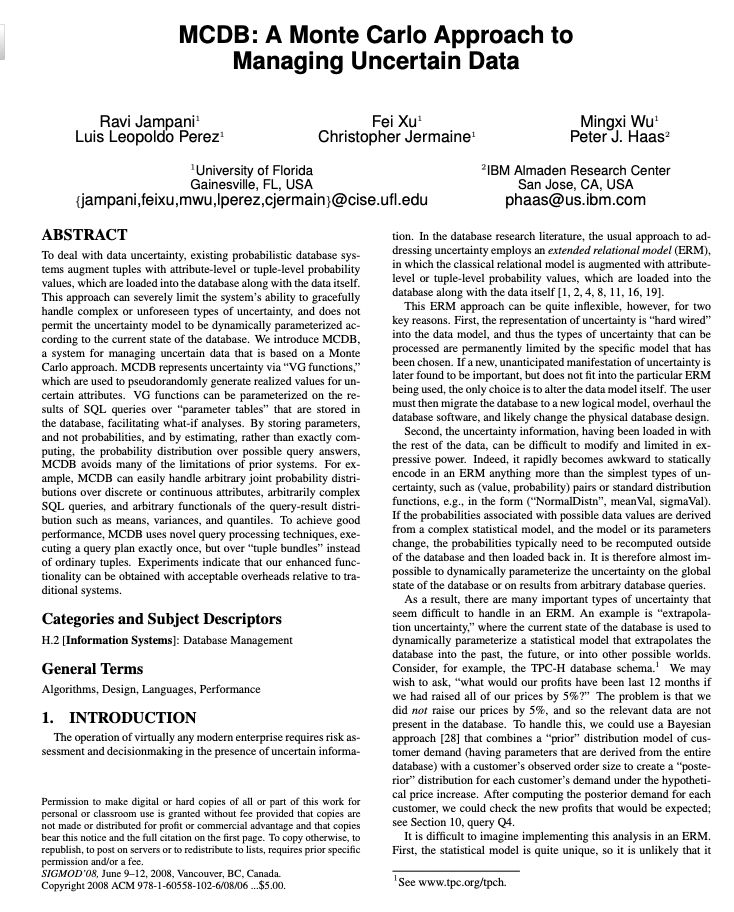 MCDB: A Monte Carlo Approach to
Managing Uncertain Data
Ravi Jampani¹ Fei Xu¹ Mingxi Wu¹
Luis Leopoldo Perez¹ Christopher Jermaine¹ Peter J. Haas²
¹University of Florida
Gainesville, FL, USA
{jampani,feixu,mwu,lperez,cjermain}@cise.ufl.edu
²IBM Almaden Research Center
San Jose, CA, USA
phaas@us.ibm.com
ABSTRACT
To deal with data uncertainty, existing probabilistic database sys-
tems augment tuples with attribute-level or tuple-level probability
values, which are loaded into the database along with the data itself.
This approach can severely limit the system's ability to gracefully
handle complex or unforeseen types of uncertainty, and does not
permit the uncertainty model to be dynamically parameterized ac-
cording to the current state of the database. We introduce MCDB,
a system for managing uncertain data that is based on a Monte
Carlo approach. MCDB represents uncertainty via "VG functions,"
which are used to pseudorandomly generate realized values for un-
certain attributes. VG functions can be parameterized on the re-
sults of SQL queries over "parameter tables" that are stored in
the database, facilitating what-if analyses. By storing parameters,
and not probabilities, and by estimating, rather than exactly com-
puting, the probability distribution over possible query answers,
MCDB avoids many of the limitations of prior systems. For ex-
ample, MCDB can easily handle arbitrary joint probability distri-
butions over discrete or continuous attributes, arbitrarily complex
SQL queries, and arbitrary functionals of the query-result distri-
bution such as means, variances, and quantiles. To achieve good
performance, MCDB uses novel query processing techniques, exe-
cuting a query plan exactly once, but over "tuple bundles" instead
of ordinary tuples. Experiments indicate that our enhanced func-
tionality can be obtained with acceptable overheads relative to tra-
ditional systems.
Categories and Subject Descriptors
H.2 [Information Systems]: Database Management
General Terms
Algorithms, Design, Languages, Performance
1. INTRODUCTION
The operation of virtually any modern enterprise requires risk as-
sessment and decisionmaking in the presence of uncertain informa-
Permission to make digital or hard copies of all or part of this work for
personal or classroom use is granted without fee provided that copies are
not made or distributed for profit or commercial advantage and that copies
bear this notice and the full citation on the first page. To copy otherwise, to
republish, to post on servers or to redistribute to lists, requires prior specific
permission and/or a fee.
SIGMOD'08, June 9–12, 2008, Vancouver, BC, Canada.
Copyright 2008 ACM 978-1-60558-102-6/08/06 ...$5.00.
tion. In the database research literature, the usual approach to ad-
dressing uncertainty employs an extended relational model (ERM),
in which the classical relational model is augmented with attribute-
level or tuple-level probability values, which are loaded into the
database along with the data itself [1, 2, 4, 8, 11, 16, 19].
This ERM approach can be quite inflexible, however, for two
key reasons. First, the representation of uncertainty is "hard wired"
into the data model, and thus the types of uncertainty that can be
processed are permanently limited by the specific model that has
been chosen. If a new, unanticipated manifestation of uncertainty is
later found to be important, but does not fit into the particular ERM
being used, the only choice is to alter the data model itself. The user
must then migrate the database to a new logical model, overhaul the
database software, and likely change the physical database design.
Second, the uncertainty information, having been loaded in with
the rest of the data, can be difficult to modify and limited in ex-
pressive power. Indeed, it rapidly becomes awkward to statically
encode in an ERM anything more than the simplest types of un-
certainty, such as (value, probability) pairs or standard distribution
functions, e.g., in the form ("NormalDistn", meanVal, sigmaVal).
If the probabilities associated with possible data values are derived
from a complex statistical model, and the model or its parameters
change, the probabilities typically need to be recomputed outside
of the database and then loaded back in. It is therefore almost im-
possible to dynamically parameterize the uncertainty on the global
state of the database or on results from arbitrary database queries.
As a result, there are many important types of uncertainty that
seem difficult to handle in an ERM. An example is "extrapola-
tion uncertainty," where the current state of the database is used to
dynamically parameterize a statistical model that extrapolates the
database into the past, the future, or into other possible worlds.
Consider, for example, the TPC-H database schema.¹ We may
wish to ask, "what would our profits have been last 12 months if
we had raised all of our prices by 5%?" The problem is that we
did not raise our prices by 5%, and so the relevant data are not
present in the database. To handle this, we could use a Bayesian
approach [28] that combines a "prior" distribution model of cus-
tomer demand (having parameters that are derived from the entire
database) with a customer's observed order size to create a "poste-
rior" distribution for each customer's demand under the hypotheti-
cal price increase. After computing the posterior demand for each
customer, we could check the new profits that would be expected;
see Section 10, query Q4.
It is difficult to imagine implementing this analysis in an ERM.
First, the statistical model is quite unique, so it is unlikely that it
¹See www.tpc.org/tpch.